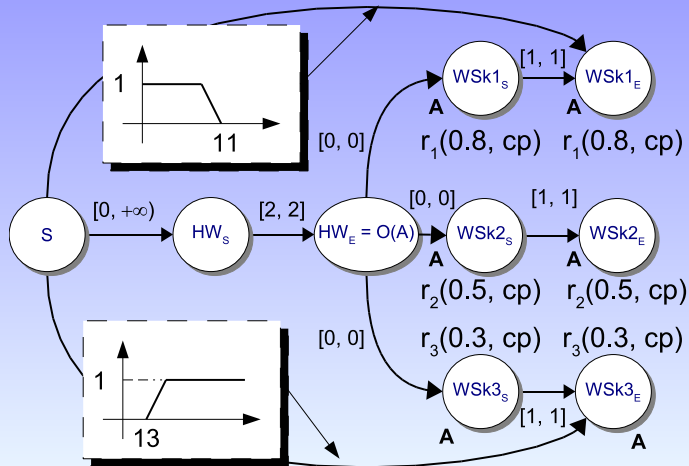 1
11
[1, 1]
WSk1S
WSk1E
A
A
r1(0.8, cp)
r1(0.8, cp)
[0, 0]
[0, +∞)
[2, 2]
[0, 0]
[1, 1]
S
HWS
HWE = O(A)
WSk2S
WSk2E
A
A
r2(0.5, cp)
r2(0.5, cp)
[0, 0]
r3(0.3, cp)
r3(0.3, cp)
1
13
WSk3S
WSk3E
[1, 1]
A
A